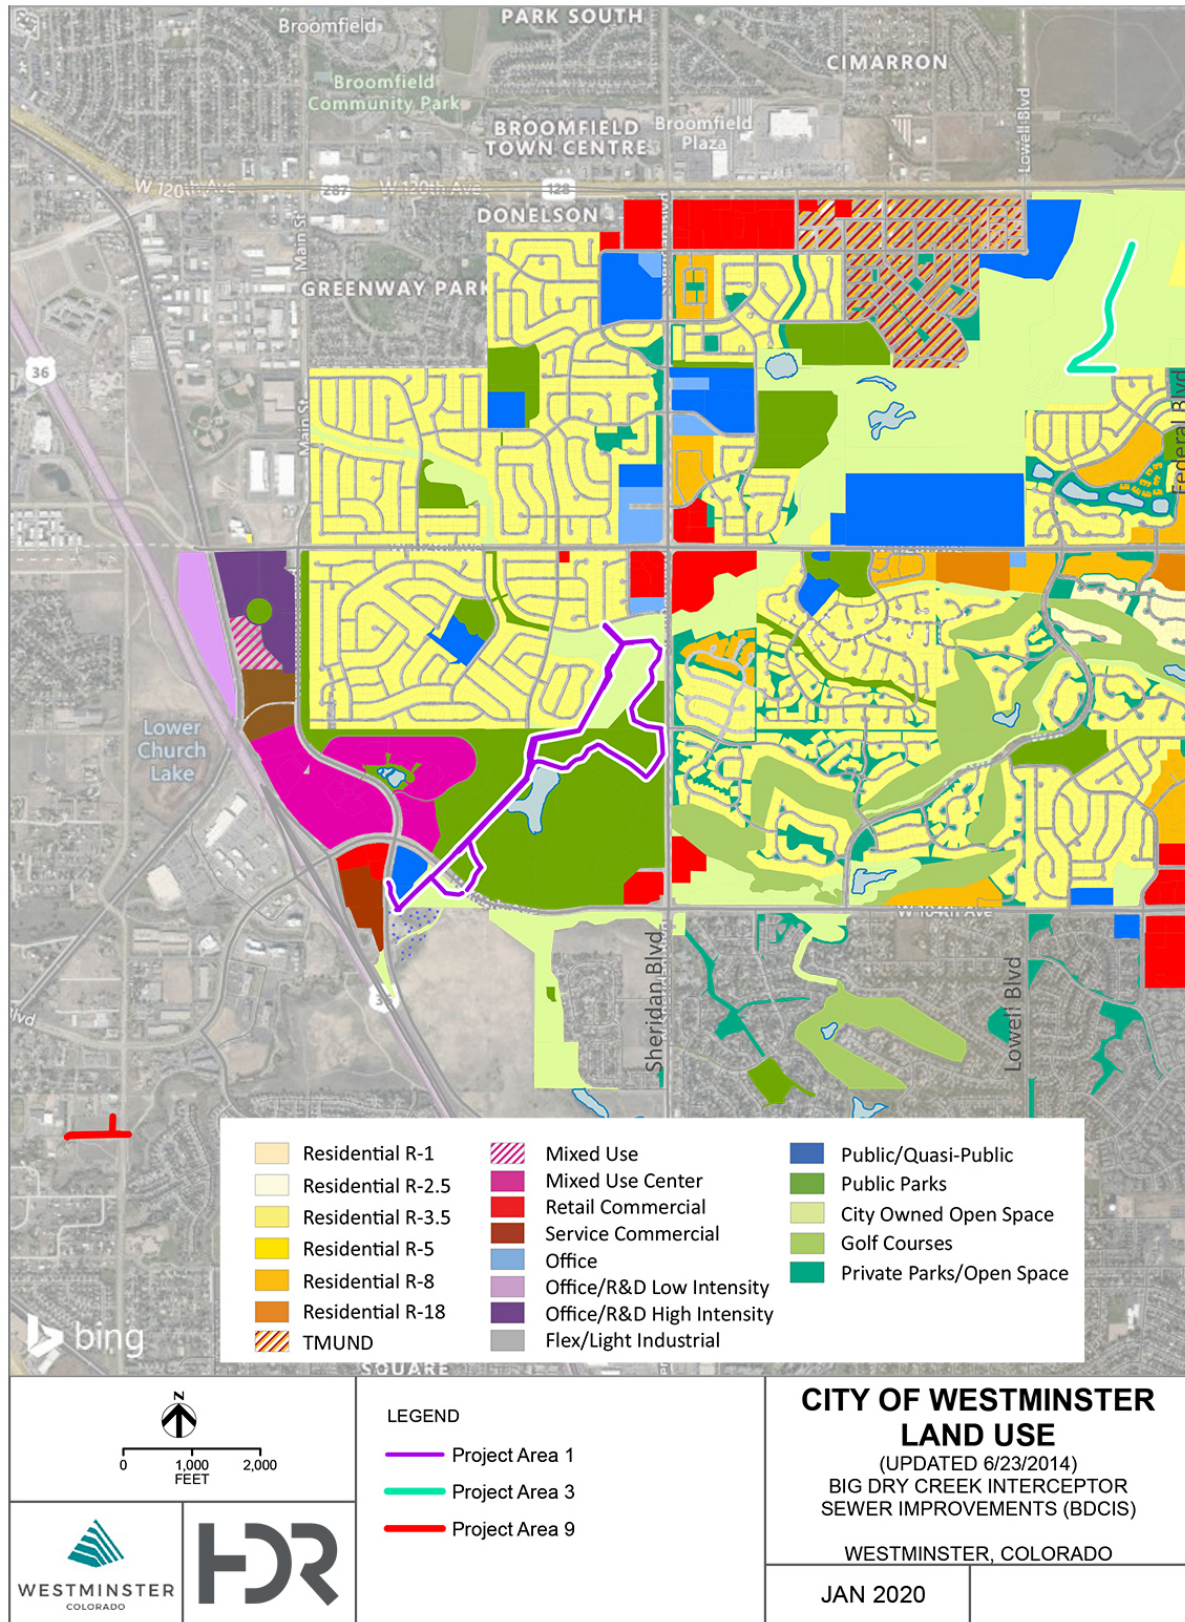 PARK SOUTH
Broomfield
CIMARRON
Broomfield
Community Park
Lowell Blvd
BROOMFIELD
TOWN CENTRE
Broomfield
Plaza
W 120th Ave
287
W 120th Ave
128
DONELSON
Main St
GREENWAY PARK
36
Main St
Federal Blvd
Lower
Church
Lake
W 104th Ave
Sheridan Blvd
Lowell Blvd
Residential R-1
Residential R-2.5
Residential R-3.5
Residential R-5
Residential R-8
Residential R-18
TMUND
Mixed Use
Mixed Use Center
Retail Commercial
Service Commercial
Office
Office/R&D Low Intensity
Office/R&D High Intensity
Flex/Light Industrial
Public/Quasi-Public
Public Parks
City Owned Open Space
Golf Courses
Private Parks/Open Space
bing
SQUARE
N
0 1,000 2,000
FEET
WESTMINSTER
COLORADO
HDR
LEGEND
Project Area 1
Project Area 3
Project Area 9
CITY OF WESTMINSTER
LAND USE
(UPDATED 6/23/2014)
BIG DRY CREEK INTERCEPTOR
SEWER IMPROVEMENTS (BDCIS)
WESTMINSTER, COLORADO
JAN 2020